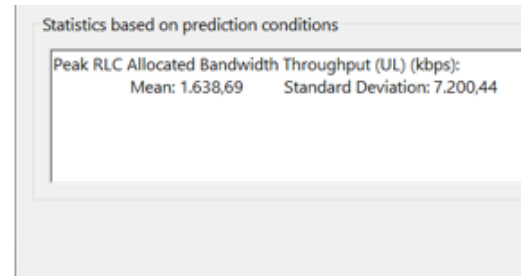 Statistics based on prediction conditions
Peak RLC Allocated Bandwidth Throughput (UL) (kbps):
Mean: 1.638,69 Standard Deviation: 7.200,44